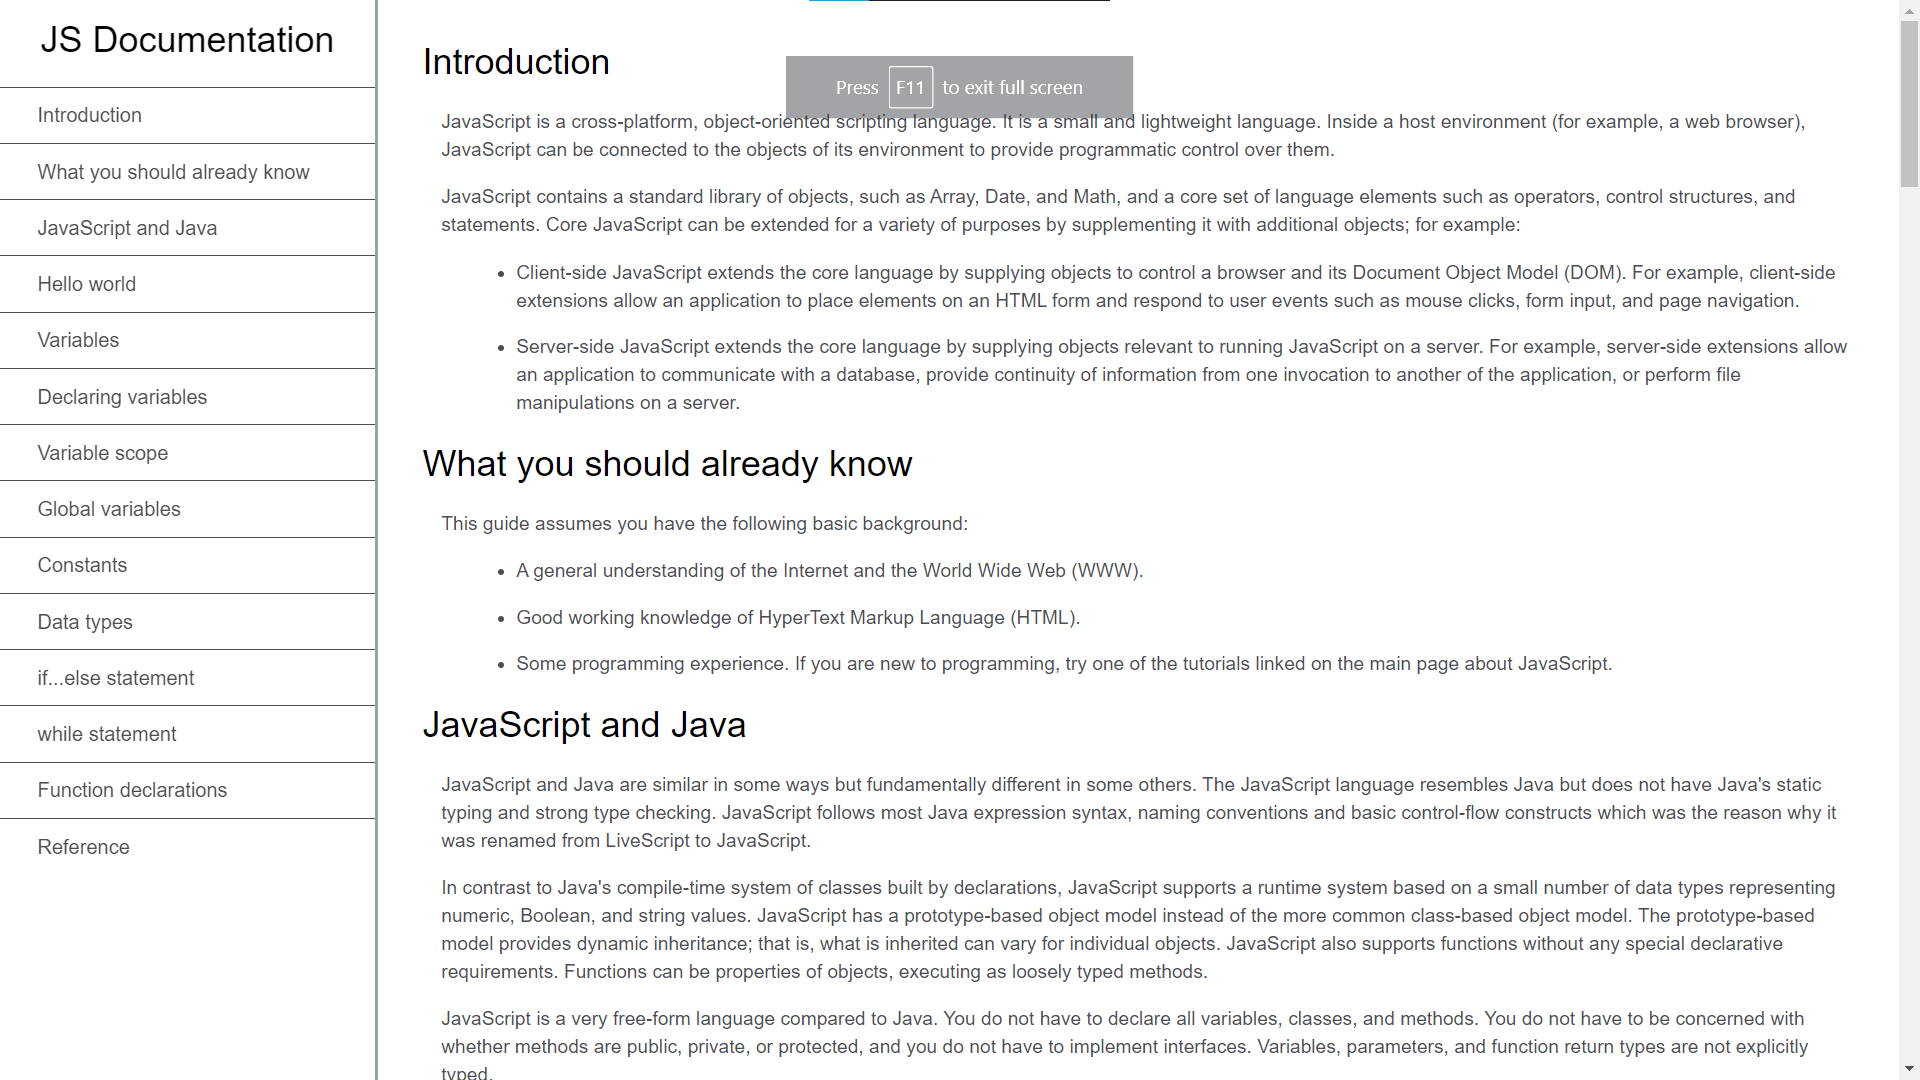 JS Documentation
Introduction
What you should already know
JavaScript and Java
Hello world
Variables
Declaring variables
Variable scope
Global variables
Constants
Data types
if...else statement
while statement
Function declarations
Reference
Introduction
Press F11 to exit full screen
JavaScript is a cross-platform, object-oriented scripting language. It is a small and lightweight language. Inside a host environment (for example, a web browser),
JavaScript can be connected to the objects of its environment to provide programmatic control over them.
JavaScript contains a standard library of objects, such as Array, Date, and Math, and a core set of language elements such as operators, control structures, and
statements. Core JavaScript can be extended for a variety of purposes by supplementing it with additional objects; for example:
• Client-side JavaScript extends the core language by supplying objects to control a browser and its Document Object Model (DOM). For example, client-side
extensions allow an application to place elements on an HTML form and respond to user events such as mouse clicks, form input, and page navigation.
• Server-side JavaScript extends the core language by supplying objects relevant to running JavaScript on a server. For example, server-side extensions allow
an application to communicate with a database, provide continuity of information from one invocation to another of the application, or perform file
manipulations on a server.
What you should already know
This guide assumes you have the following basic background:
• A general understanding of the Internet and the World Wide Web (WWW).
• Good working knowledge of HyperText Markup Language (HTML).
• Some programming experience. If you are new to programming, try one of the tutorials linked on the main page about JavaScript.
JavaScript and Java
JavaScript and Java are similar in some ways but fundamentally different in some others. The JavaScript language resembles Java but does not have Java's static
typing and strong type checking. JavaScript follows most Java expression syntax, naming conventions and basic control-flow constructs which was the reason why it
was renamed from LiveScript to JavaScript.
In contrast to Java's compile-time system of classes built by declarations, JavaScript supports a runtime system based on a small number of data types representing
numeric, Boolean, and string values. JavaScript has a prototype-based object model instead of the more common class-based object model. The prototype-based
model provides dynamic inheritance; that is, what is inherited can vary for individual objects. JavaScript also supports functions without any special declarative
requirements. Functions can be properties of objects, executing as loosely typed methods.
JavaScript is a very free-form language compared to Java. You do not have to declare all variables, classes, and methods. You do not have to be concerned with
whether methods are public, private, or protected, and you do not have to implement interfaces. Variables, parameters, and function return types are not explicitly
typed.